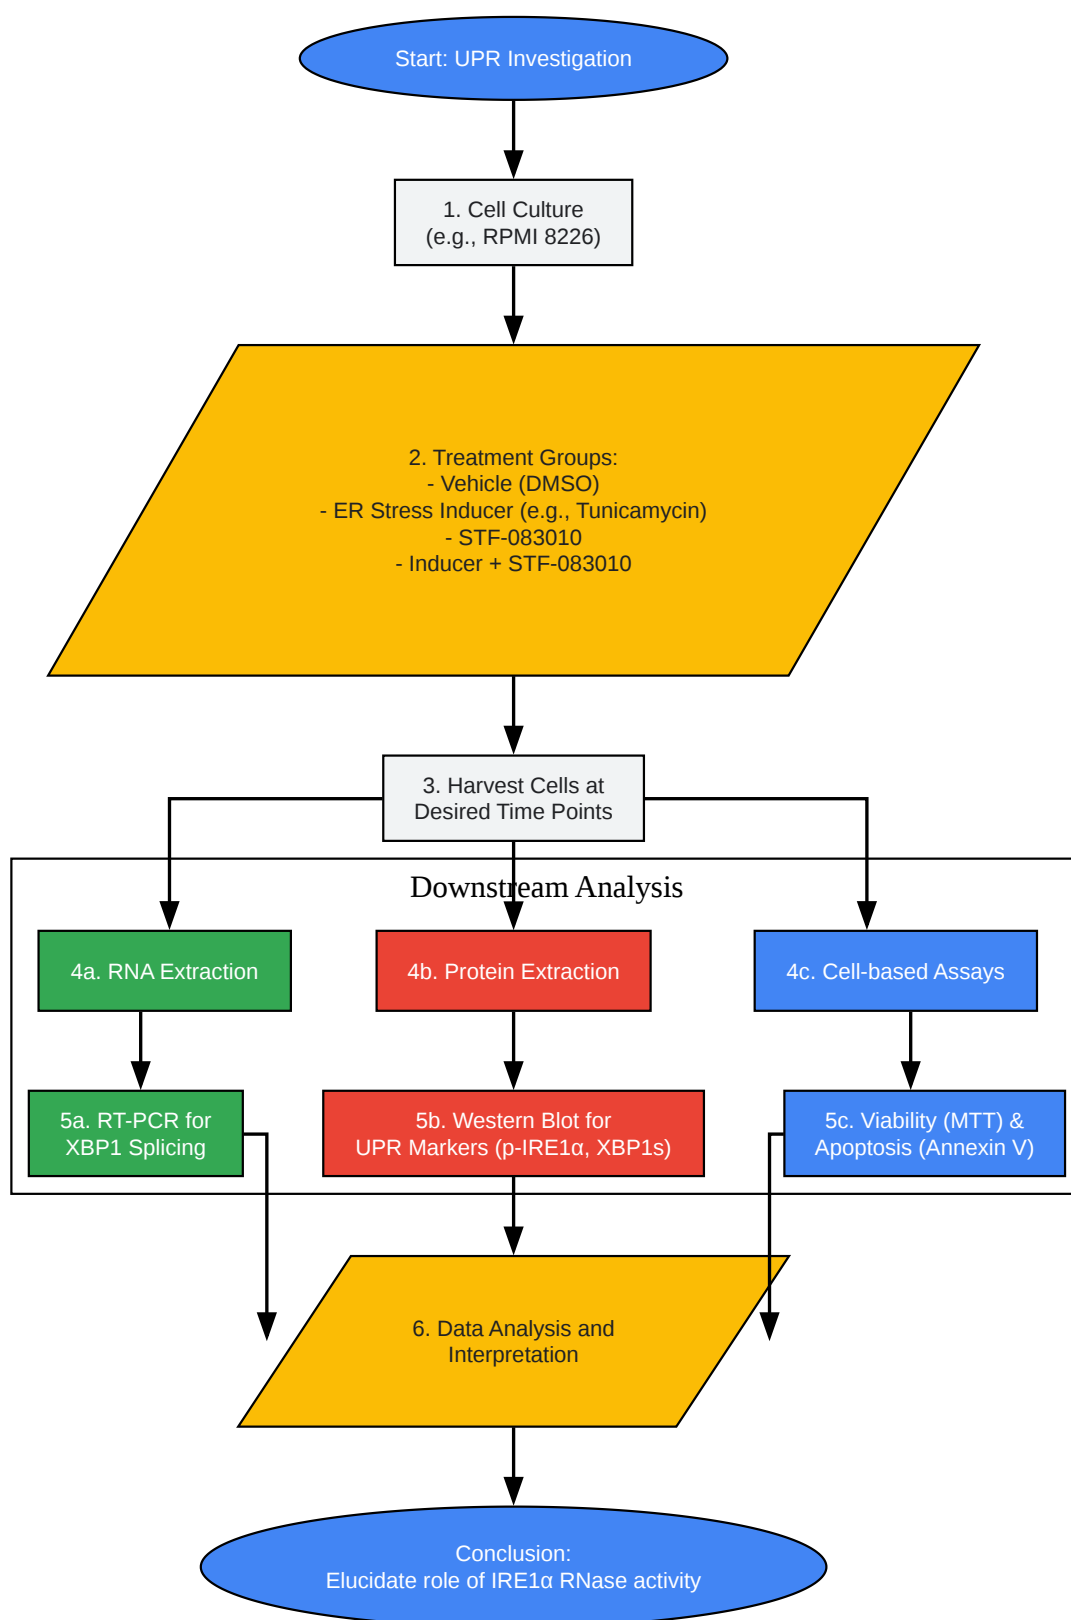 Start: UPR Investigation
1. Cell Culture
(e.g., RPMI 8226)
2. Treatment Groups:
- Vehicle (DMSO)
- ER Stress Inducer (e.g., Tunicamycin)
- STF-083010
- Inducer + STF-083010
3. Harvest Cells at
Desired Time Points
Downstream Analysis
4a. RNA Extraction
4b. Protein Extraction
4c. Cell-based Assays
5a. RT-PCR for
XBP1 Splicing
5b. Western Blot for
UPR Markers (p-IRE1α, XBP1s)
5c. Viability (MTT) &
Apoptosis (Annexin V)
6. Data Analysis and
Interpretation
Conclusion:
Elucidate role of IRE1α RNase activity